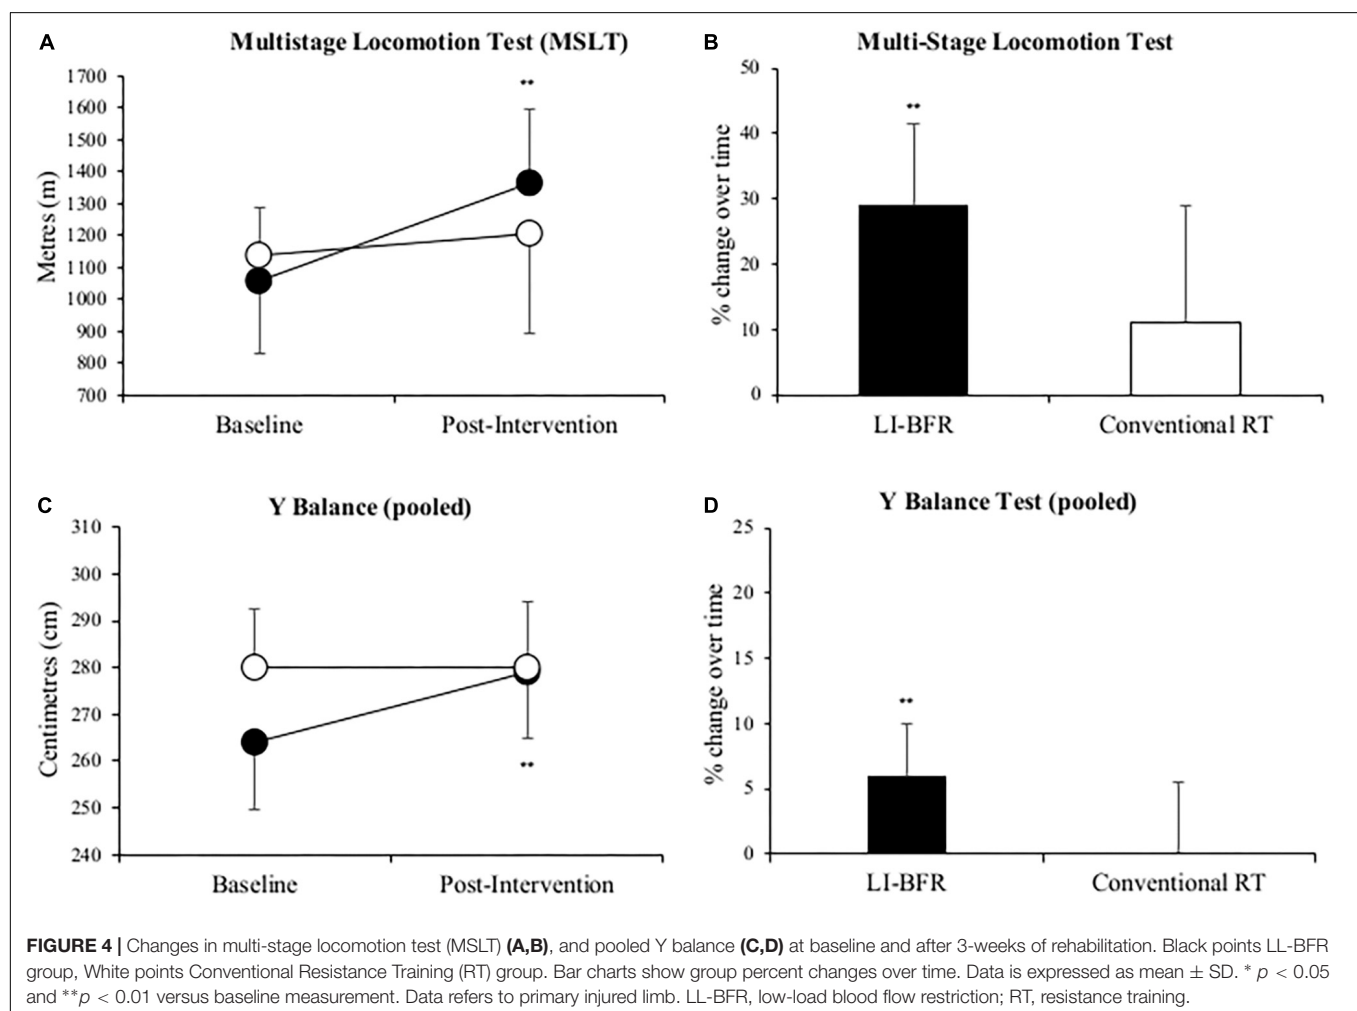 A
Multistage Locomotion Test (MSLT)
1700
1600
1500
1400
1300
1200
1100
1000
900
800
700
Metres (m)
**
Baseline
Post-Intervention
B
Multi-Stage Locomotion Test
50
40
30
20
10
0
% change over time
**
LI-BFR
Conventional RT
C
Y Balance (pooled)
310
300
290
280
270
260
250
240
Centimetres (cm)
**
Baseline
Post-Intervention
D
Y Balance Test (pooled)
25
20
15
10
5
0
% change over time
**
LI-BFR
Conventional RT
FIGURE 4 | Changes in multi-stage locomotion test (MSLT) (A,B), and pooled Y balance (C,D) at baseline and after 3-weeks of rehabilitation. Black points LL-BFR
group, White points Conventional Resistance Training (RT) group. Bar charts show group percent changes over time. Data is expressed as mean ± SD. * p < 0.05
and **p < 0.01 versus baseline measurement. Data refers to primary injured limb. LL-BFR, low-load blood flow restriction; RT, resistance training.